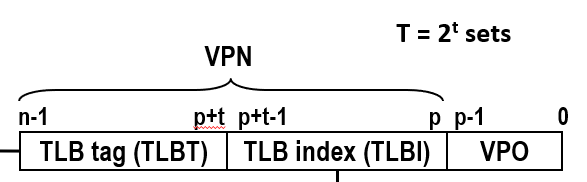 T = 2ᵗ sets
VPN
n-1 p+t p+t-1 p p-1 0
TLB tag (TLBT) TLB index (TLBI) VPO